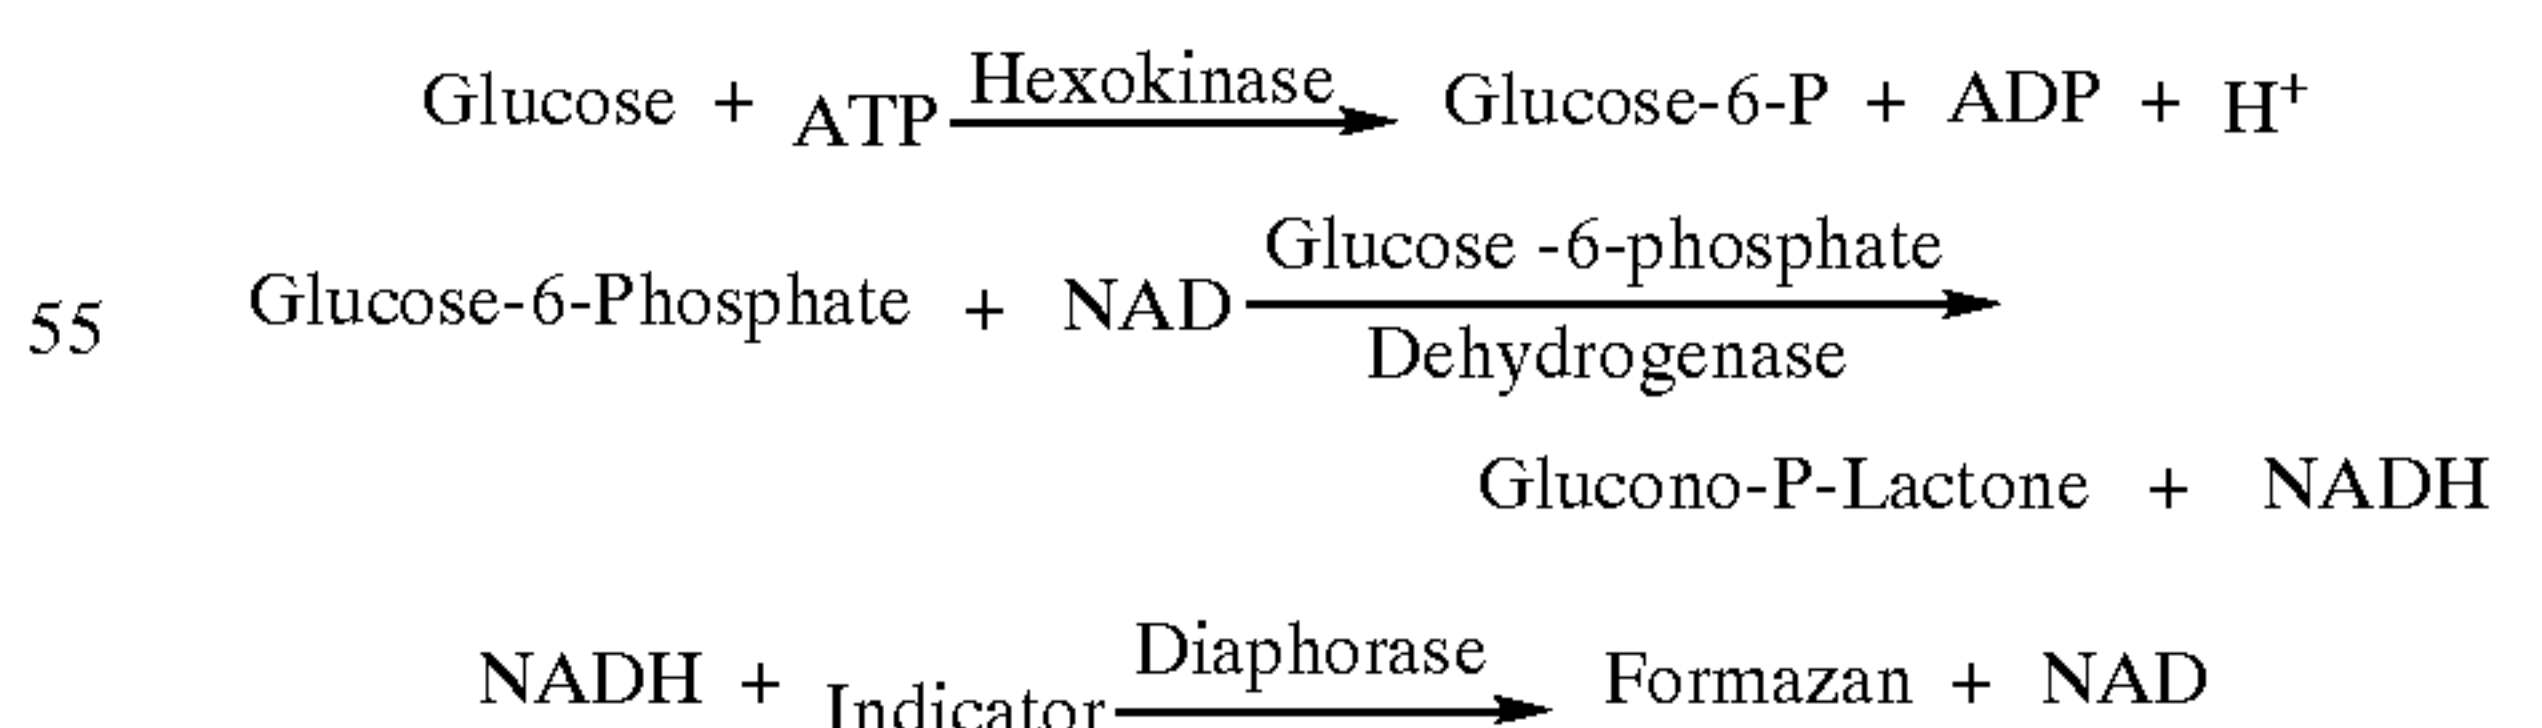 Glucose + ATP Hexokinase Glucose-6-P + ADP + H+
Glucose -6-phosphate
55 Glucose-6-Phosphate + NAD
Dehydrogenase
Glucono-P-Lactone + NADH
Diaphorase
NADH + Indicator Formazan + NAD